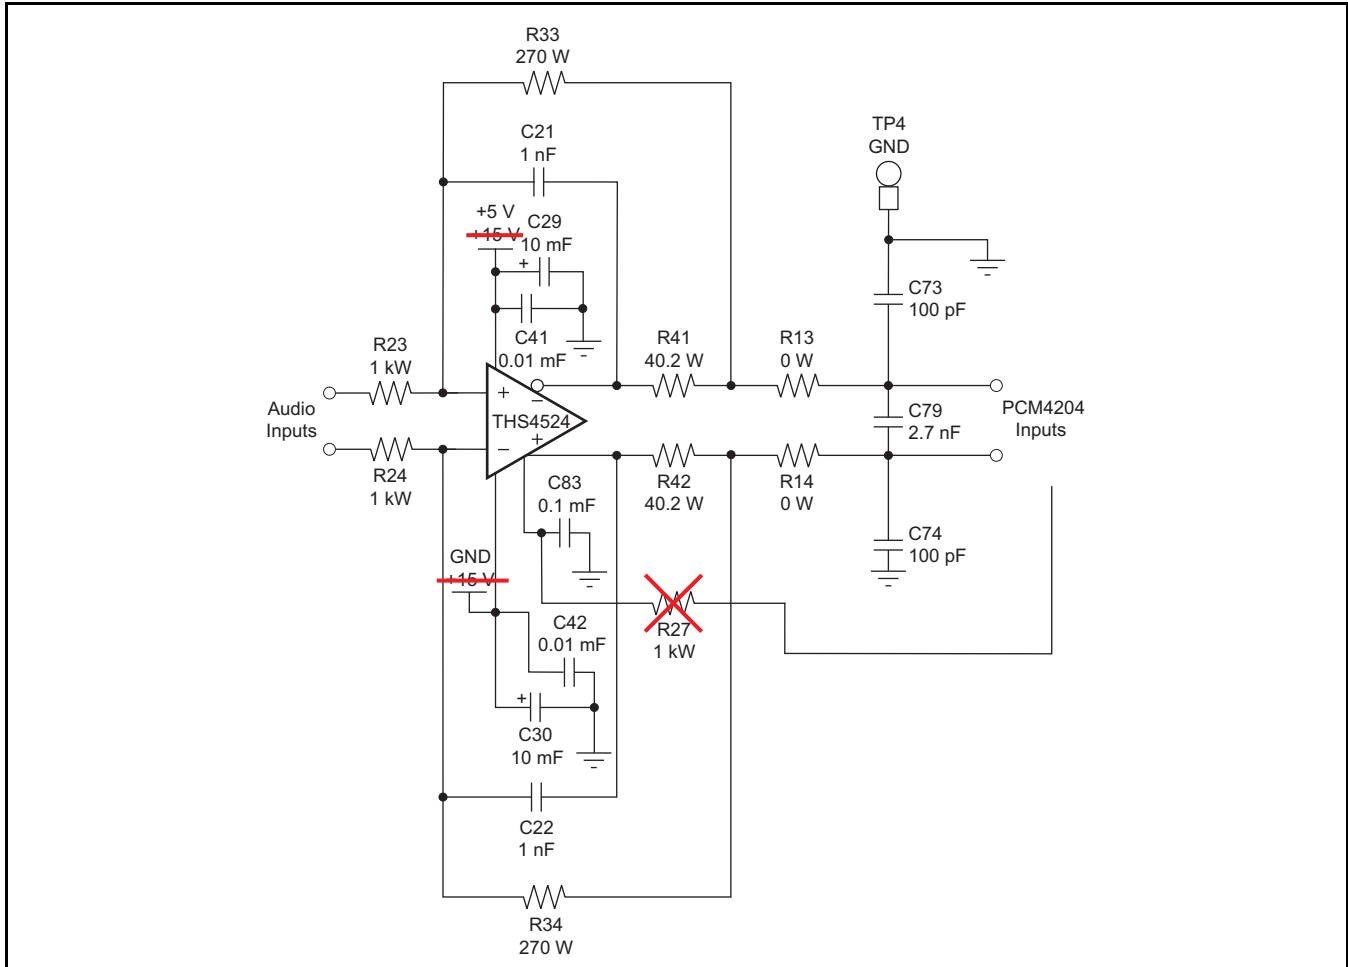 R33
270 W
C21
1 nF
TP4
GND
+5 V
+15 V
C29
10 mF
+
C41
0.01 mF
C73
100 pF
R23
1 kW
R41
40.2 W
R13
0 W
Audio
Inputs
+
−
THS4524
+
−
C79
2.7 nF
PCM4204
Inputs
R24
1 kW
R42
40.2 W
R14
0 W
C83
0.1 mF
C74
100 pF
GND
+15 V
R27
1 kW
C42
0.01 mF
+
C30
10 mF
C22
1 nF
R34
270 W